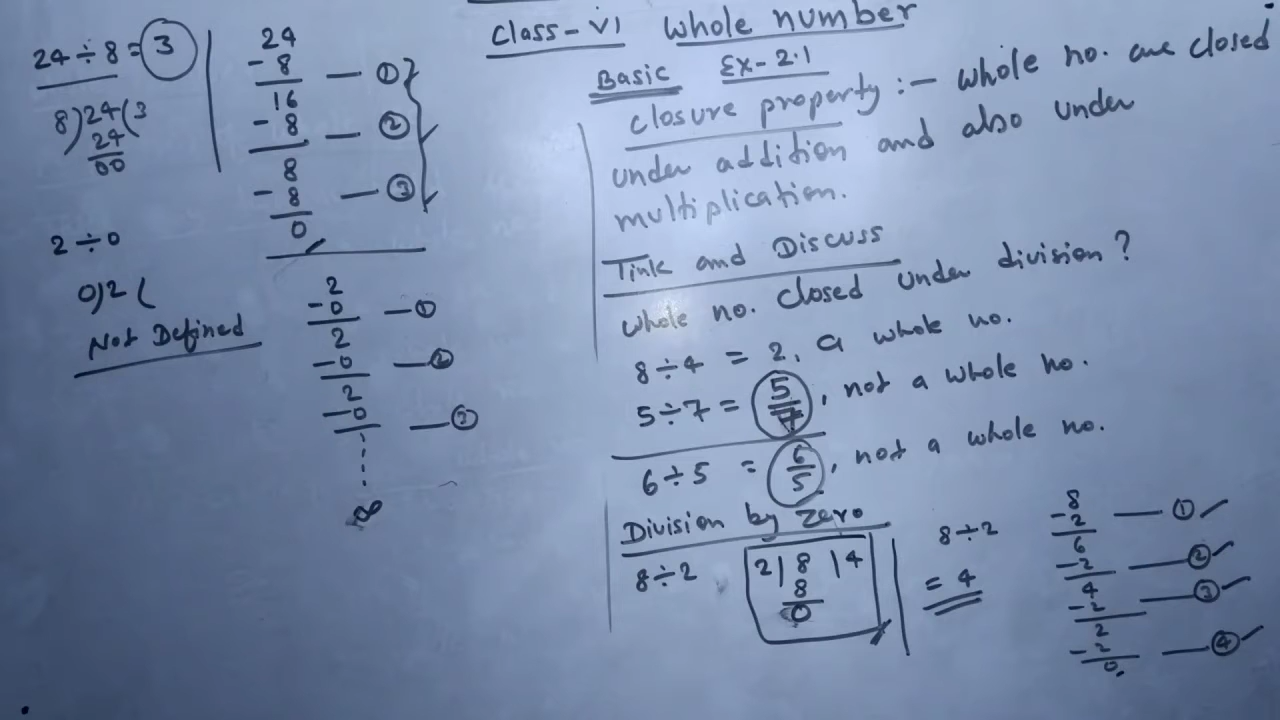 Class-VI Whole number
Basic Ex-2.1
Closure property :- whole no. are closed
under addition and also under
multiplication.
Tink and Discuss
Whole no. closed under division?
8÷4 = 2, a whole no.
5÷7 = 5/7, not a whole no.
6÷5 = 6/5, not a whole no.
Division by zero
8÷2
2|8|4
8
0
8÷2
= 4
8
-2 — ①
6
-2 — ②
4
-2 — ③
2
-2 — ④
0.
24÷8 = 3
8)24(3
24
00
24
-8 — ①
16
-8 — ②
8
-8 — ③
0
2÷0
0)2(
Not Defined
2
-0 — ①
2
-0 — ②
2
-0 — ③
∞